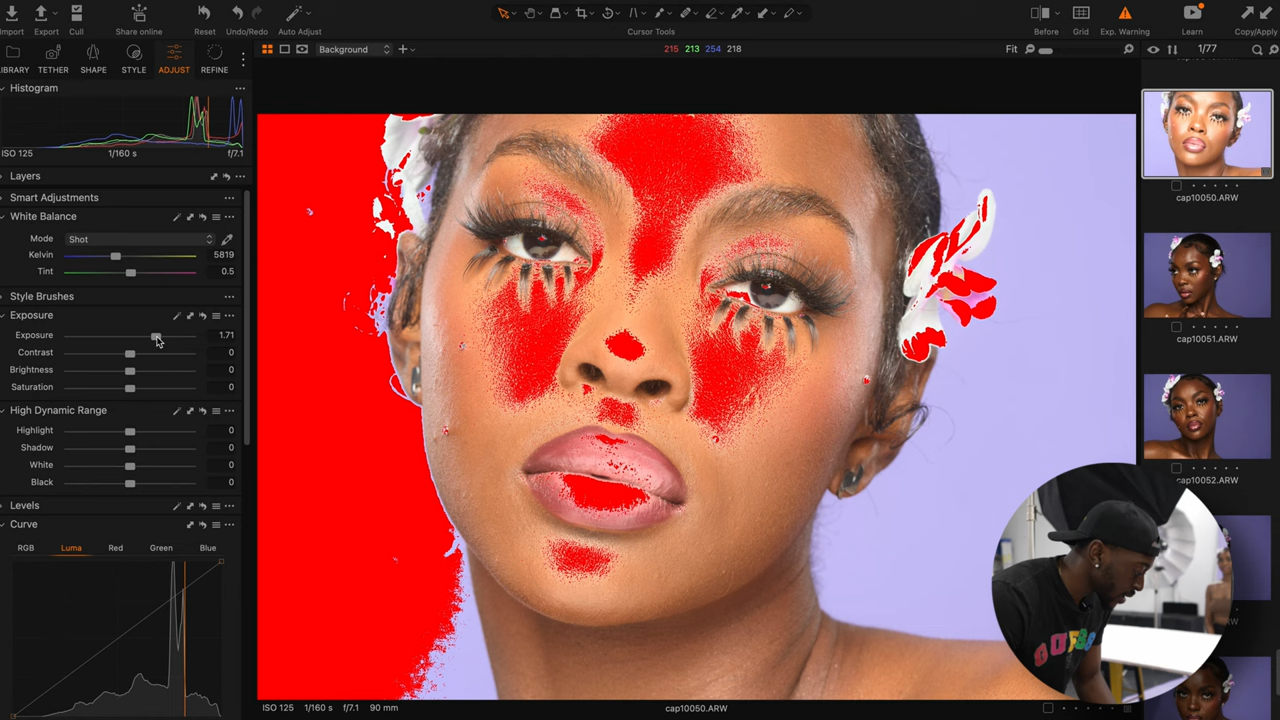 Import
Export
Cull
Share online
Reset
Undo/Redo
Auto Adjust
Cursor Tools
Before
Grid
Exp. Warning
Learn
Copy/Apply
LIBRARY
TETHER
SHAPE
STYLE
ADJUST
REFINE
Background
215 213 254 218
Fit
1/77
Histogram
ISO 125 1/160 s f/7.1
Layers
Smart Adjustments
White Balance
Mode Shot
Kelvin 5819
Tint 0.5
Style Brushes
Exposure
Exposure 1.71
Contrast 0
Brightness 0
Saturation 0
High Dynamic Range
Highlight 0
Shadow 0
White 0
Black 0
Levels
Curve
RGB Luma Red Green Blue
ISO 125 1/160 s f/7.1 90 mm
cap10050.ARW
cap10050.ARW
cap10051.ARW
cap10052.ARW